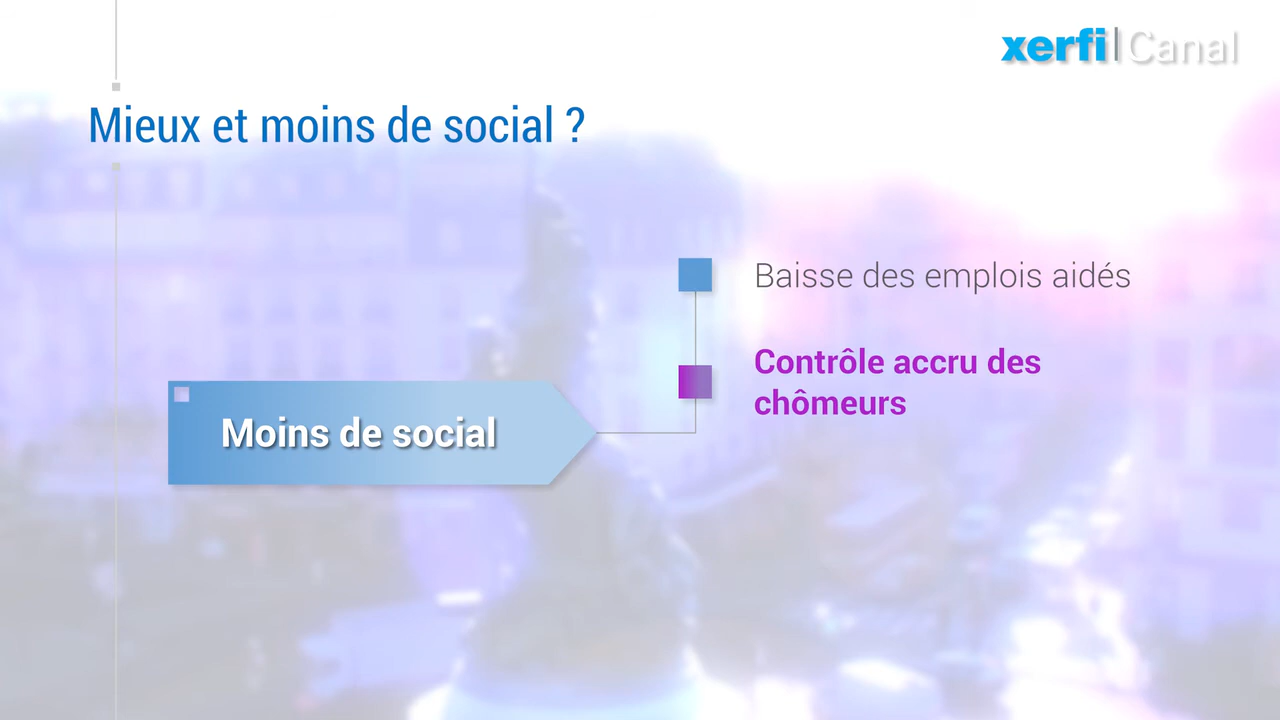 xerfi Canal
Mieux et moins de social ?
Baisse des emplois aidés
Contrôle accru des
chômeurs
Moins de social